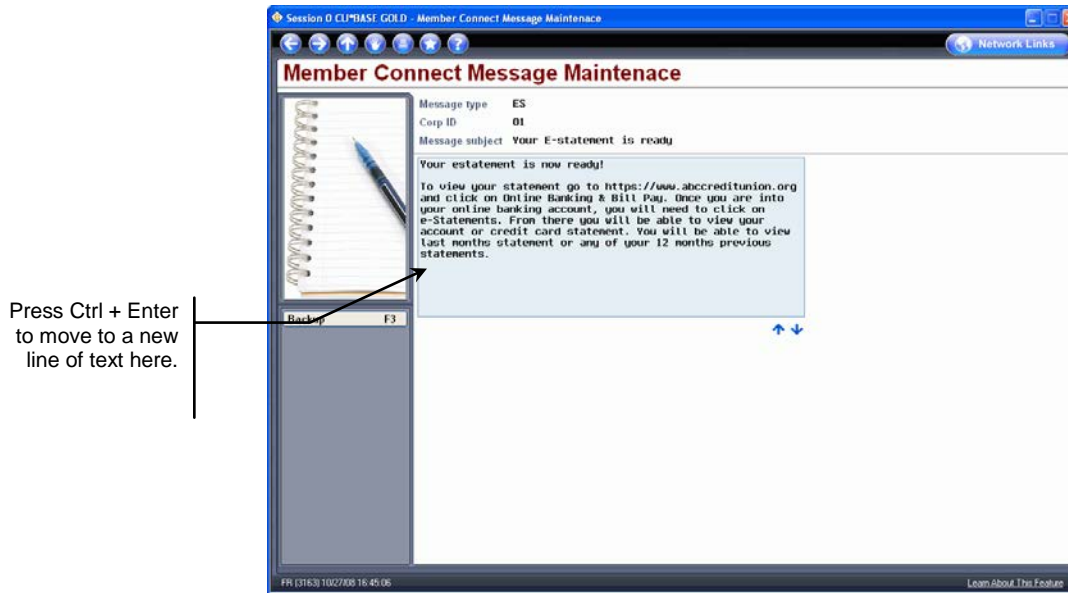 Session 0 CU*BASE GOLD - Member Connect Message Maintenace
Network Links
Member Connect Message Maintenace
Message type ES
Corp ID 01
Message subject Your E-statement is ready
Your estatement is now ready!
To view your statement go to https://www.abccreditunion.org
and click on Online Banking & Bill Pay. Once you are into
your online banking account, you will need to click on
e-Statements. From there you will be able to view your
account or credit card statement. You will be able to view
last months statement or any of your 12 months previous
statements.
Press Ctrl + Enter
to move to a new
line of text here.
Backup F3
FR (3163) 10/27/08 16:45:06
Learn About This Feature